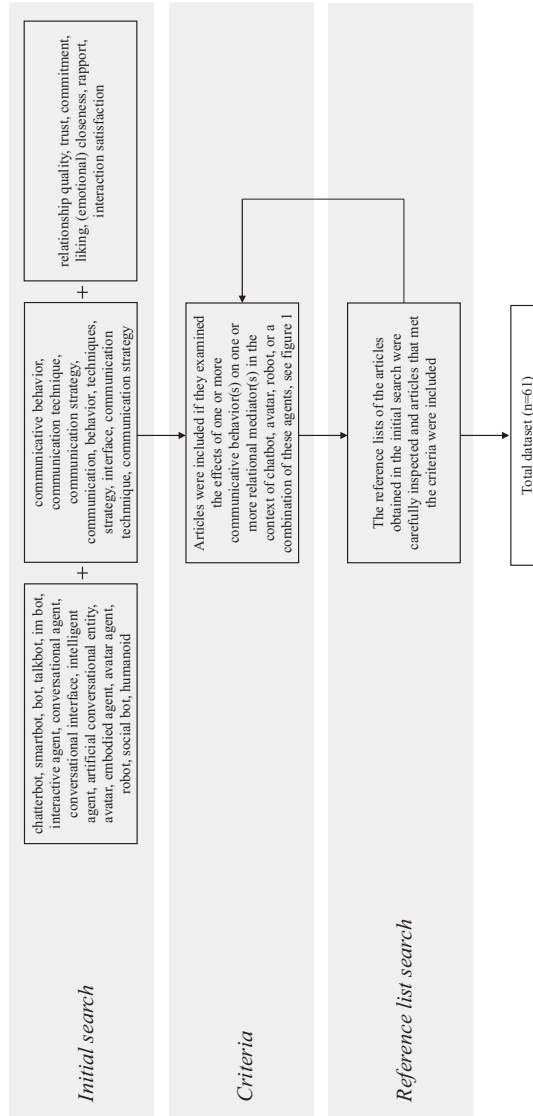 Initial search
chatterbot, smartbot, bot, talkbot, im bot,
interactive agent, conversational agent,
conversational interface, intelligent
agent, artificial conversational entity,
avatar, embodied agent, avatar agent,
robot, social bot, humanoid
+
communicative behavior,
communication technique,
communication strategy,
communication, behavior, techniques,
strategy, interface, communication
technique, communication strategy
+
relationship quality, trust, commitment,
liking, (emotional) closeness, rapport,
interaction satisfaction
Criteria
Articles were included if they examined
the effects of one or more
communicative behavior(s) on one or
more relational mediator(s) in the
context of chatbot, avatar, robot, or a
combination of these agents, see figure 1
Reference list search
The reference lists of the articles
obtained in the initial search were
carefully inspected and articles that met
the criteria were included
Total dataset (n=61)